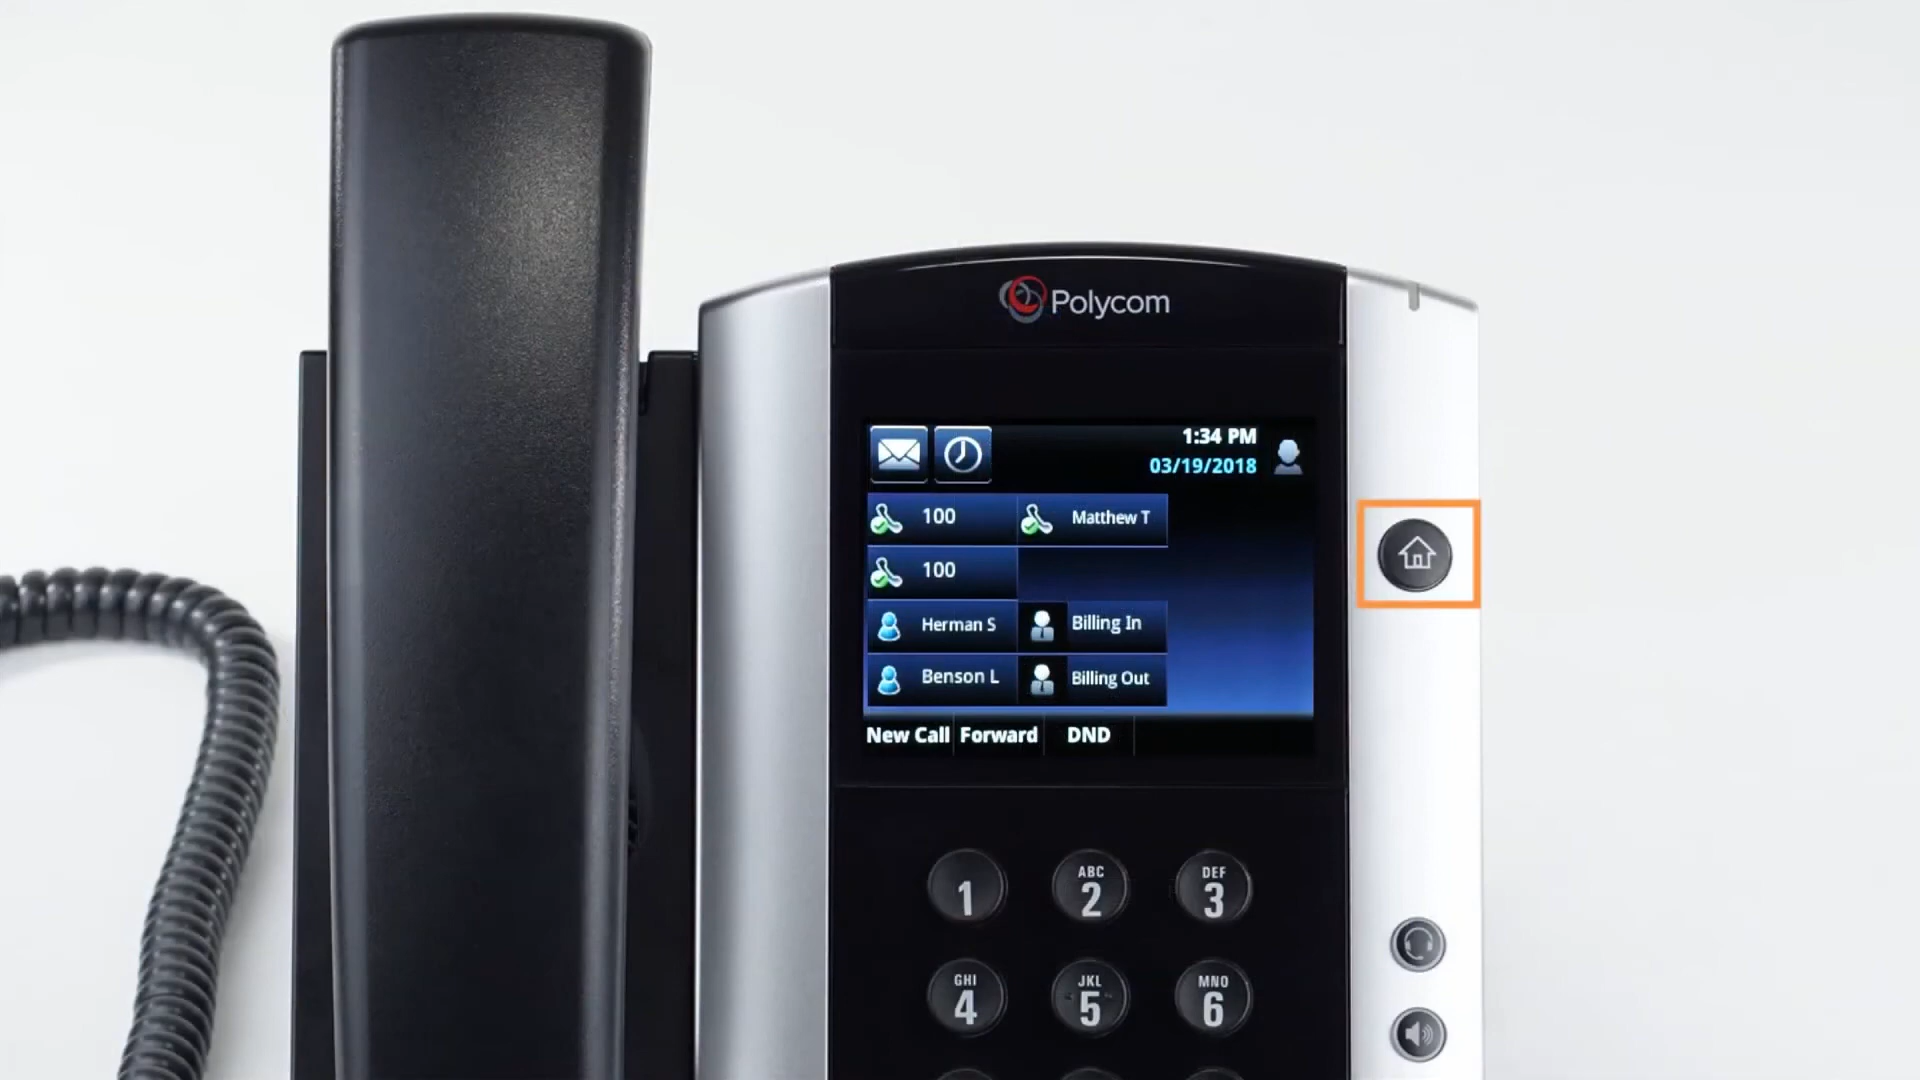 Polycom
1:34 PM
03/19/2018
100 Matthew T
100
Herman S Billing In
Benson L Billing Out
New Call Forward DND
1 ABC 2 DEF 3
GHI 4 JKL 5 MNO 6